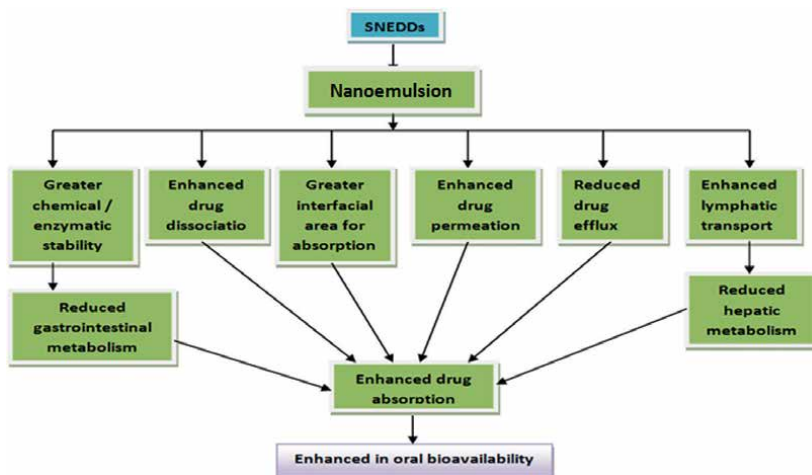 SNEDDs
Nanoemulsion
Greater
chemical /
enzymatic
stability
Enhanced
drug
dissociatio
Greater
interfacial
area for
absorption
Enhanced
drug
permeation
Reduced
drug
efflux
Enhanced
lymphatic
transport
Reduced
gastrointestinal
metabolism
Reduced
hepatic
metabolism
Enhanced drug
absorption
Enhanced in oral bioavailability